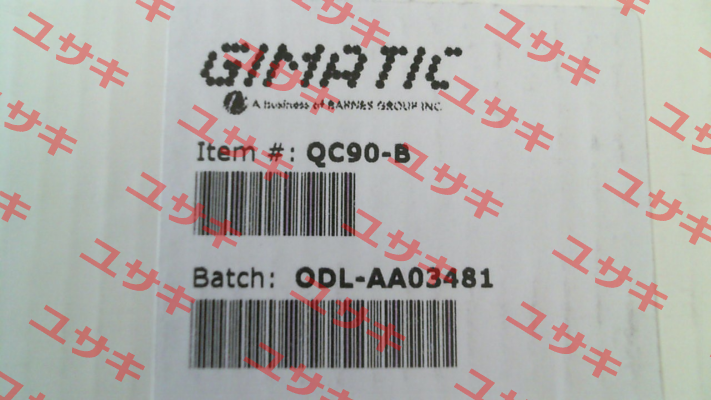 GIMATIC
A business of BARNES GROUP INC.
Item #: QC90-B
Batch: ODL-AA03481
ユサキ